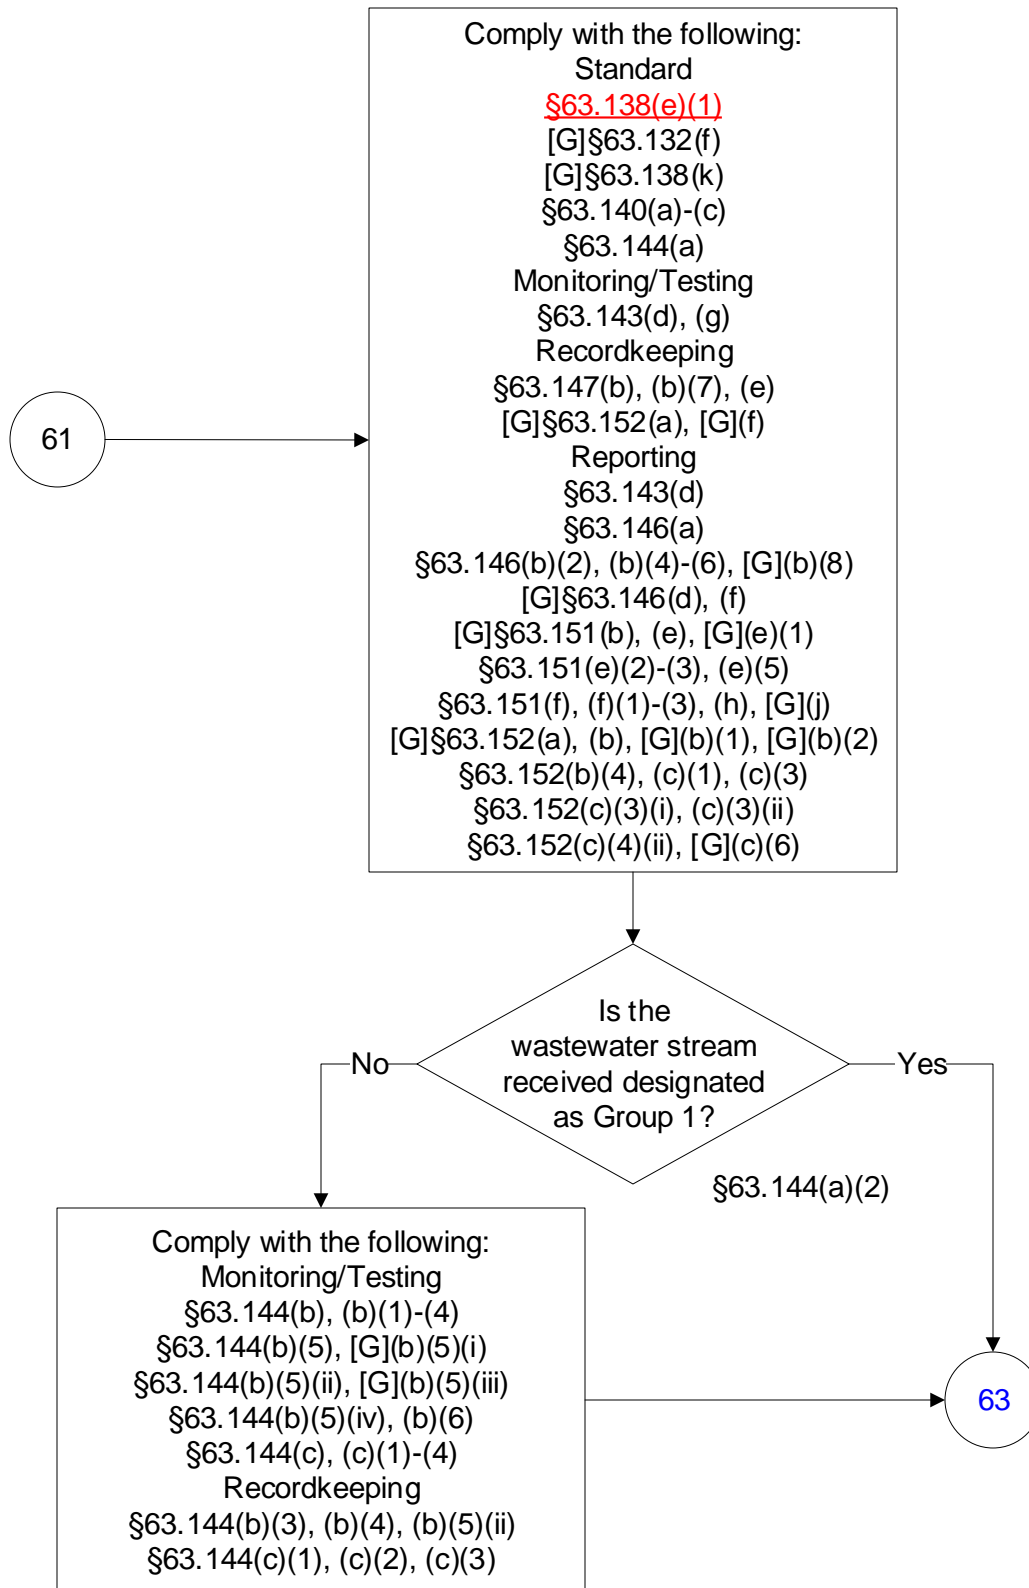 Comply with the following:
Standard
§63.138(e)(1)
[G]§63.132(f)
[G]§63.138(k)
§63.140(a)-(c)
§63.144(a)
Monitoring/Testing
§63.143(d), (g)
Recordkeeping
§63.147(b), (b)(7), (e)
[G]§63.152(a), [G](f)
Reporting
§63.143(d)
§63.146(a)
§63.146(b)(2), (b)(4)-(6), [G](b)(8)
[G]§63.146(d), (f)
[G]§63.151(b), (e), [G](e)(1)
§63.151(e)(2)-(3), (e)(5)
§63.151(f), (f)(1)-(3), (h), [G](j)
[G]§63.152(a), (b), [G](b)(1), [G](b)(2)
§63.152(b)(4), (c)(1), (c)(3)
§63.152(c)(3)(i), (c)(3)(ii)
§63.152(c)(4)(ii), [G](c)(6)
61
Is the
wastewater stream
received designated
as Group 1?
No
Yes
§63.144(a)(2)
Comply with the following:
Monitoring/Testing
§63.144(b), (b)(1)-(4)
§63.144(b)(5), [G](b)(5)(i)
§63.144(b)(5)(ii), [G](b)(5)(iii)
§63.144(b)(5)(iv), (b)(6)
§63.144(c), (c)(1)-(4)
Recordkeeping
§63.144(b)(3), (b)(4), (b)(5)(ii)
§63.144(c)(1), (c)(2), (c)(3)
63